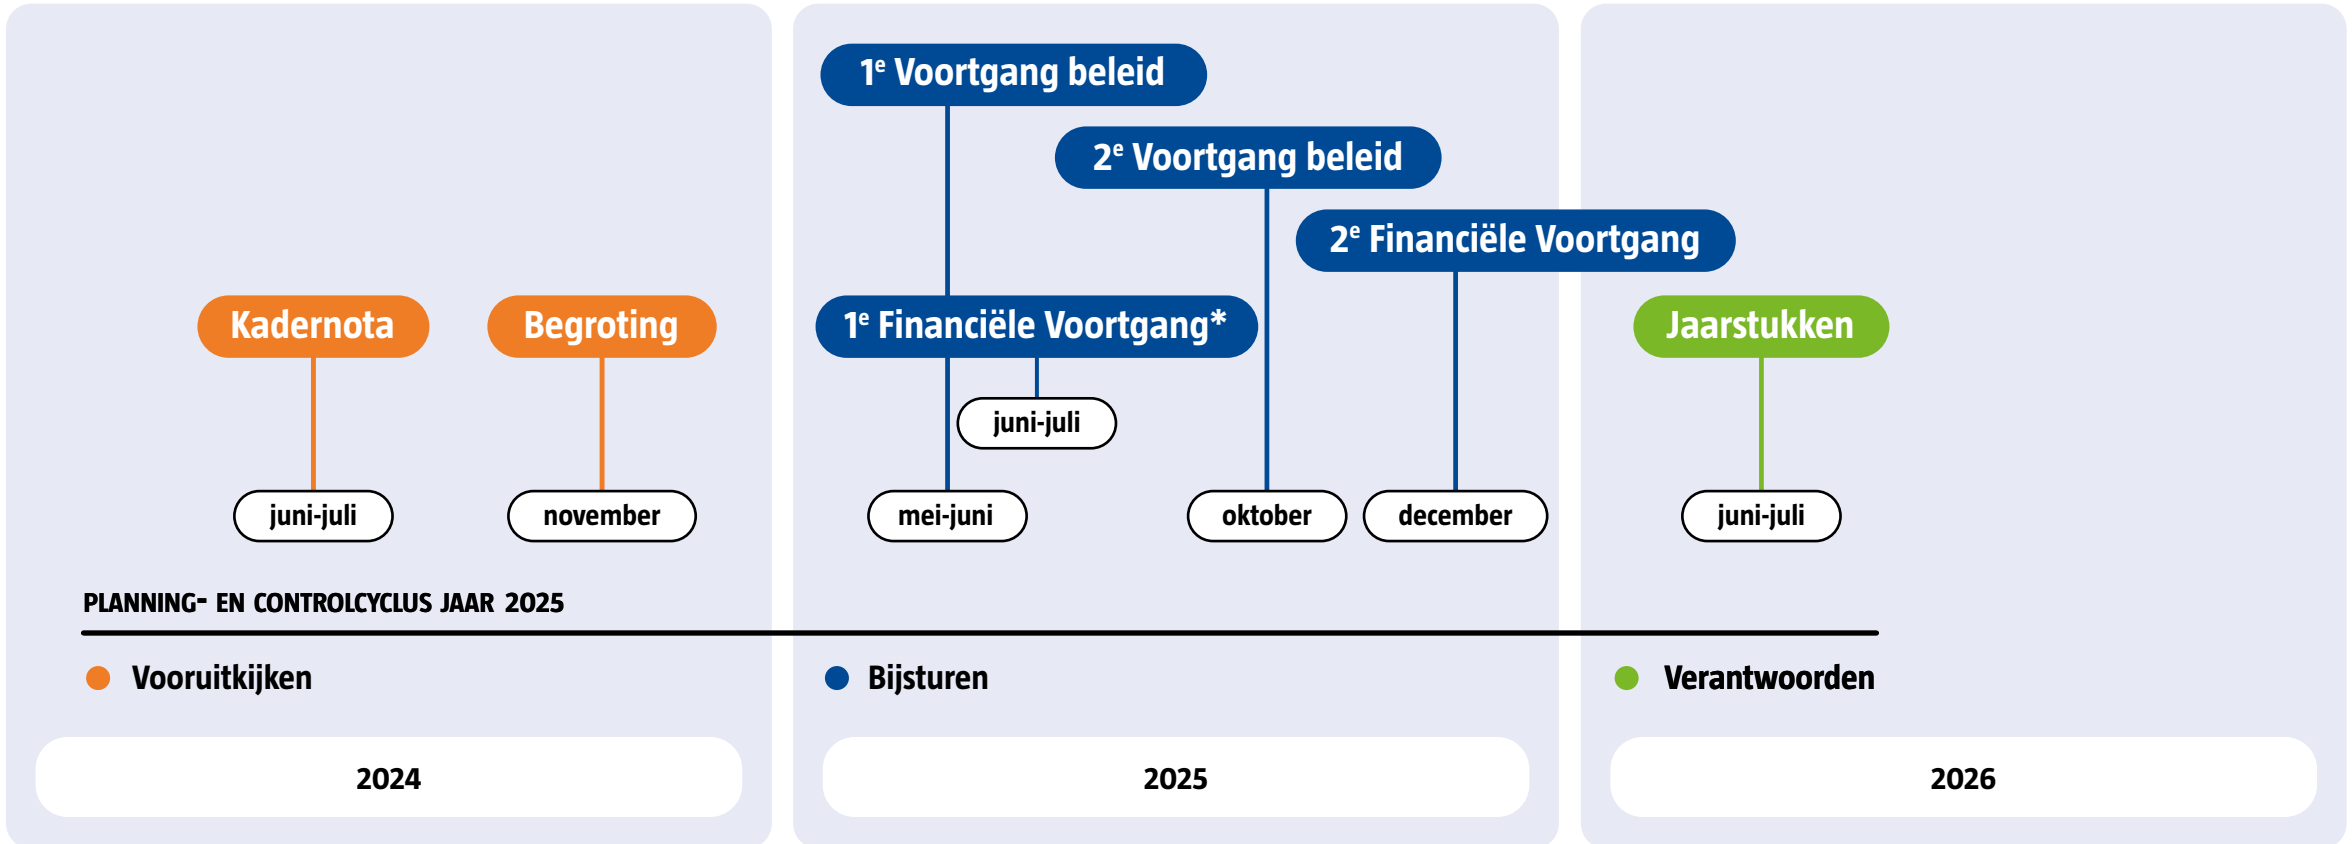 1e Voortgang beleid
2e Voortgang beleid
2e Financiële Voortgang
Kadernota
Begroting
1e Financiële Voortgang*
Jaarstukken
juni-juli
juni-juli
november
mei-juni
oktober
december
juni-juli
PLANNING- EN CONTROLCYCLUS JAAR 2025
Vooruitkijken
Bijsturen
Verantwoorden
2024
2025
2026